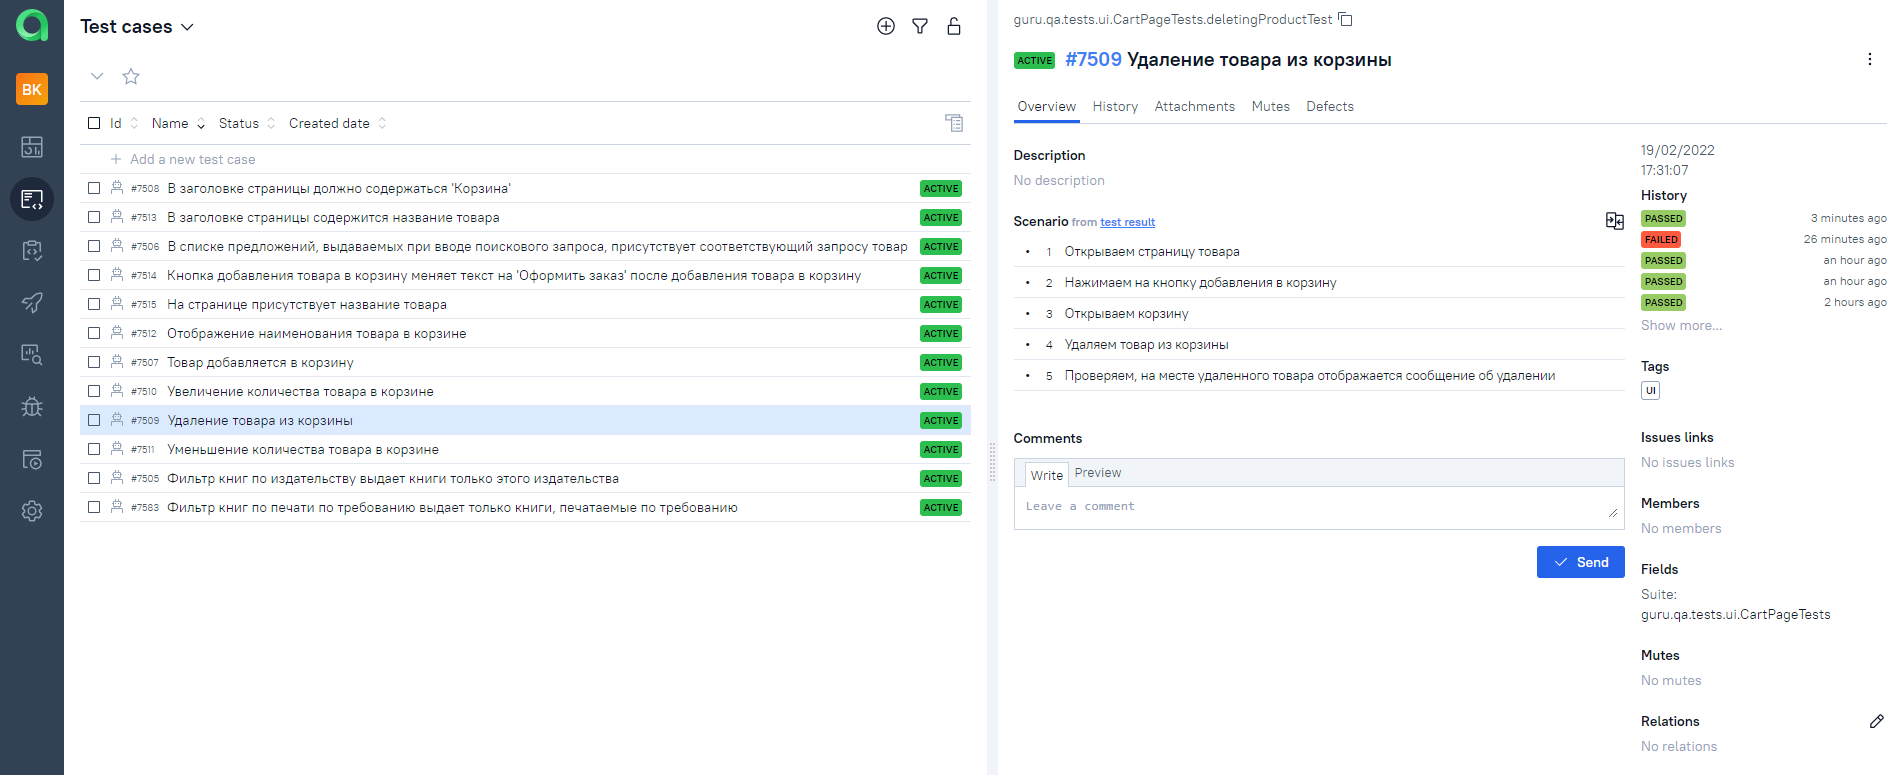 BK
Test cases
Id Name Status Created date
Add a new test case
#7508 В заголовке страницы должно содержаться 'Корзина' ACTIVE
#7513 В заголовке страницы содержится название товара ACTIVE
#7506 В списке предложений, выдаваемых при вводе поискового запроса, присутствует соответствующий запросу товар ACTIVE
#7514 Кнопка добавления товара в корзину меняет текст на 'Оформить заказ' после добавления товара в корзину ACTIVE
#7515 На странице присутствует название товара ACTIVE
#7512 Отображение наименования товара в корзине ACTIVE
#7507 Товар добавляется в корзину ACTIVE
#7510 Увеличение количества товара в корзине ACTIVE
#7509 Удаление товара из корзины ACTIVE
#7511 Уменьшение количества товара в корзине ACTIVE
#7505 Фильтр книг по издательству выдает книги только этого издательства ACTIVE
#7583 Фильтр книг по печати по требованию выдает только книги, печатаемые по требованию ACTIVE
guru.qa.tests.ui.CartPageTests.deletingProductTest
ACTIVE #7509 Удаление товара из корзины
Overview History Attachments Mutes Defects
Description
No description
Scenario from test result
• 1 Открываем страницу товара
• 2 Нажимаем на кнопку добавления в корзину
• 3 Открываем корзину
• 4 Удаляем товар из корзины
• 5 Проверяем, на месте удаленного товара отображается сообщение об удалении
Comments
Write Preview
Leave a comment
Send
19/02/2022
17:31:07
History
PASSED 3 minutes ago
FAILED 26 minutes ago
PASSED an hour ago
PASSED an hour ago
PASSED 2 hours ago
Show more...
Tags
UI
Issues links
No issues links
Members
No members
Fields
Suite:
guru.qa.tests.ui.CartPageTests
Mutes
No mutes
Relations
No relations